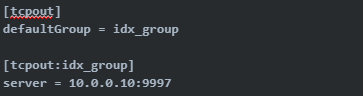 [tcpout]
defaultGroup = idx_group

[tcpout:idx_group]
server = 10.0.0.10:9997